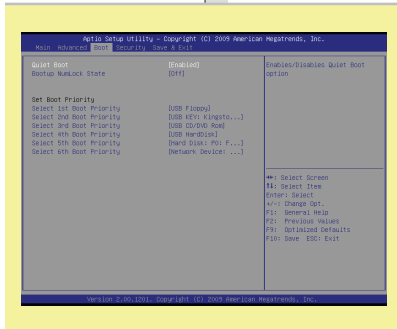 Aptio Setup Utility - Copyright (C) 2009 American Megatrends, Inc.
Main Advanced Boot Security Save & Exit
Quiet Boot [Enabled]
Bootup NumLock State [Off]
Set Boot Priority
Select 1st Boot Priority [USB Floppy]
Select 2nd Boot Priority [USB KEY: Kingsto...]
Select 3rd Boot Priority [USB CD/DVD Rom]
Select 4th Boot Priority [USB HardDisk]
Select 5th Boot Priority [Hard Disk: P0: F...]
Select 6th Boot Priority [Network Device: ...]
Enables/Disables Quiet Boot
option
↔: Select Screen
↑↓: Select Item
Enter: Select
+/-: Change Opt.
F1: General Help
F2: Previous Values
F9: Optimized Defaults
F10: Save ESC: Exit
Version 2.00.1201. Copyright (C) 2009 American Megatrends, Inc.